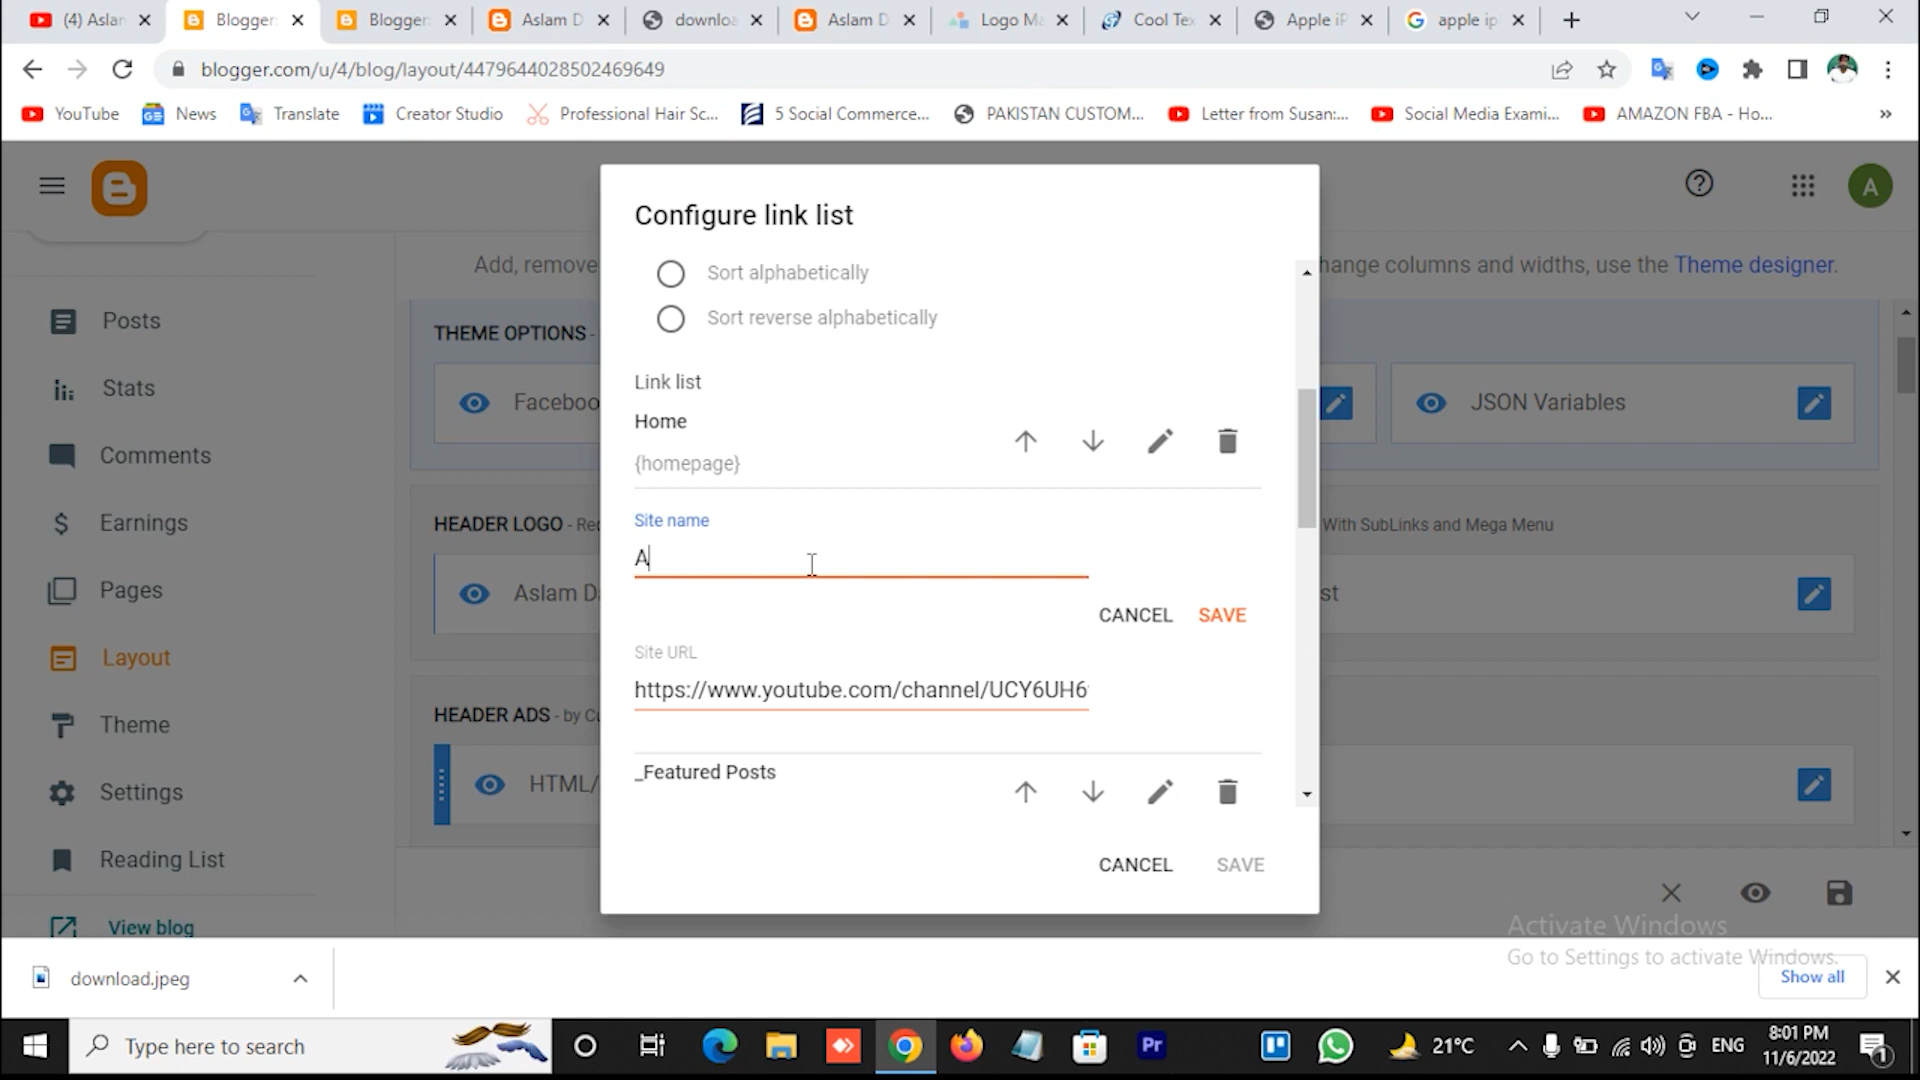 (4) Aslan
Blogger:
Blogger:
Aslam D
downloa
Aslam D
Logo Ma
Cool Tex
Apple iP
apple ip
blogger.com/u/4/blog/layout/4479644028502469649
YouTube
News
Translate
Creator Studio
Professional Hair Sc...
5 Social Commerce...
PAKISTAN CUSTOM...
Letter from Susan:...
Social Media Exami...
AMAZON FBA - Ho...
»
A
Configure link list
Add, remove
hange columns and widths, use the Theme designer.
Sort alphabetically
Sort reverse alphabetically
Posts
Stats
Comments
Earnings
Pages
Layout
Theme
Settings
Reading List
View blog
THEME OPTIONS -
Faceboo
JSON Variables
Link list
Home
{homepage}
HEADER LOGO - Red
With SubLinks and Mega Menu
Site name
A
Aslam Da
st
CANCEL
SAVE
Site URL
https://www.youtube.com/channel/UCY6UH6
HEADER ADS - by Cu
HTML/
_Featured Posts
CANCEL
SAVE
Activate Windows
Go to Settings to activate Windows.
download.jpeg
Show all
Type here to search
Pr
21°C
ENG
8:01 PM
11/6/2022
1